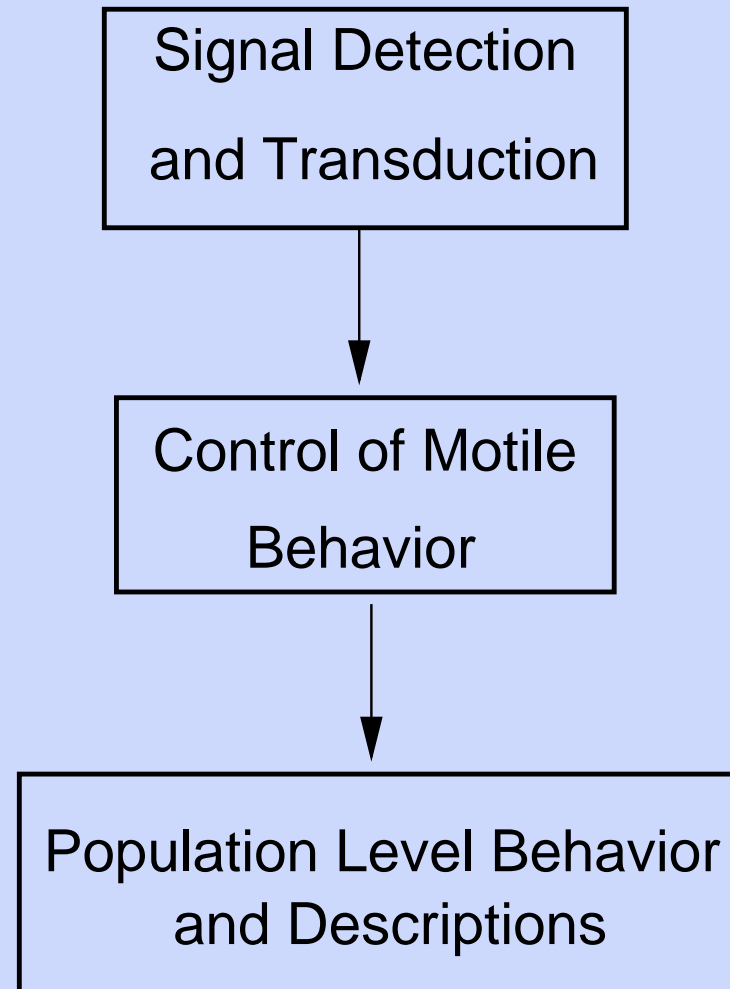 Signal Detection
and Transduction
Control of Motile
Behavior
Population Level Behavior
and Descriptions